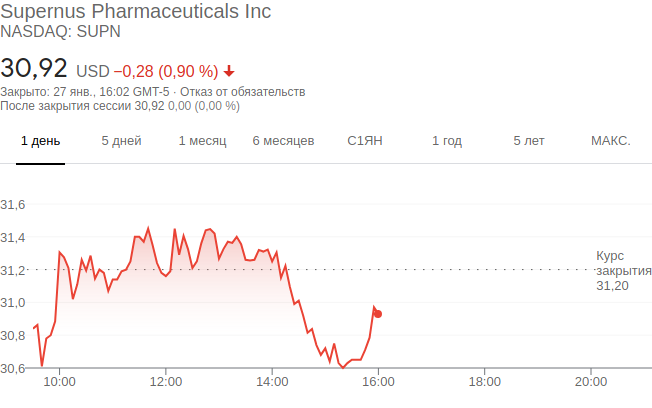 Supernus Pharmaceuticals Inc
NASDAQ: SUPN
30,92 USD −0,28 (0,90 %)
Закрыто: 27 янв., 16:02 GMT-5 · Отказ от обязательств
После закрытия сессии 30,92 0,00 (0,00 %)
1 день 5 дней 1 месяц 6 месяцев С1ЯН 1 год 5 лет МАКС.
31,6
31,4
Курс
31,2 закрытия
31,20
31,0
30,8
30,6
10:00 12:00 14:00 16:00 18:00 20:00